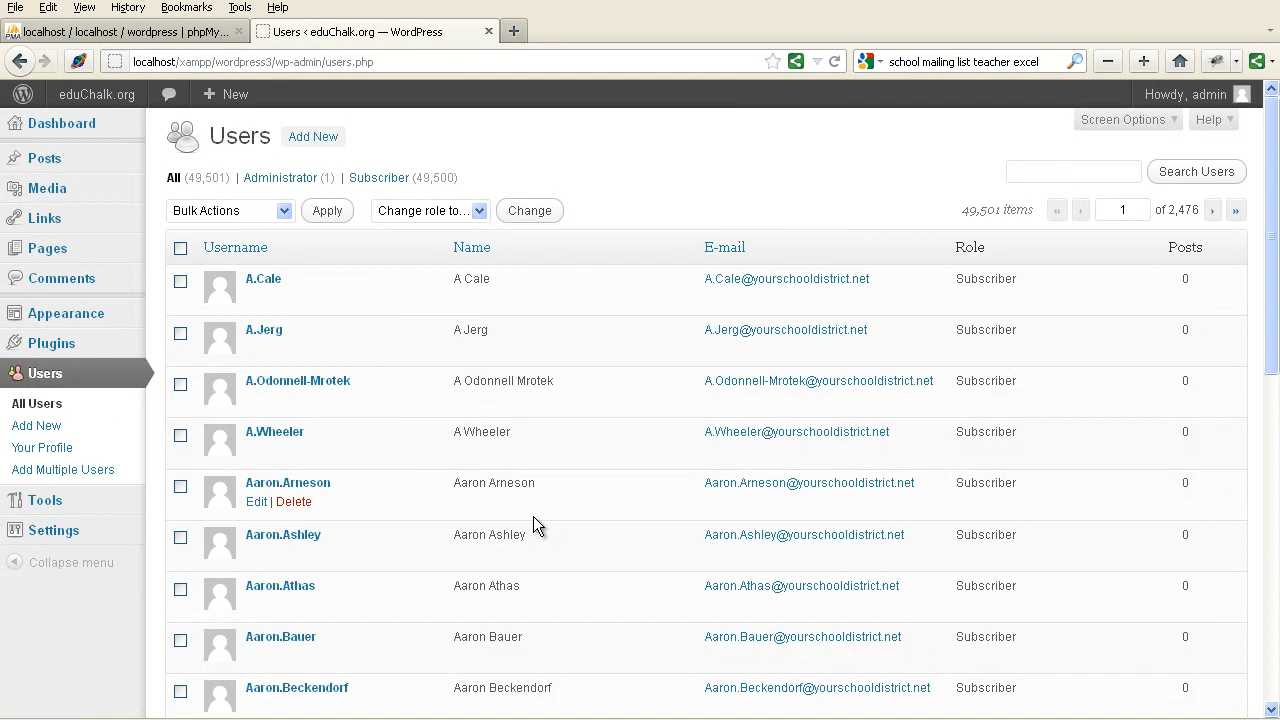 File Edit View History Bookmarks Tools Help
PMA localhost / localhost / wordpress | phpMy... × Users ‹ eduChalk.org — WordPress × +
localhost/xampp/wordpress3/wp-admin/users.php school mailing list teacher excel
eduChalk.org + New Howdy, admin
Dashboard
Posts
Media
Links
Pages
Comments
Appearance
Plugins
Users
All Users
Add New
Your Profile
Add Multiple Users
Tools
Settings
Collapse menu
Screen Options Help
Users Add New
All (49,501) | Administrator (1) | Subscriber (49,500)
Search Users
Bulk Actions Apply Change role to... Change 49,501 items « ‹ 1 of 2,476 › »
Username Name E-mail Role Posts
A.Cale A Cale A.Cale@yourschooldistrict.net Subscriber 0
A.Jerg A Jerg A.Jerg@yourschooldistrict.net Subscriber 0
A.Odonnell-Mrotek A Odonnell Mrotek A.Odonnell-Mrotek@yourschooldistrict.net Subscriber 0
A.Wheeler A Wheeler A.Wheeler@yourschooldistrict.net Subscriber 0
Aaron.Arneson Aaron Arneson Aaron.Arneson@yourschooldistrict.net Subscriber 0
Edit | Delete
Aaron.Ashley Aaron Ashley Aaron.Ashley@yourschooldistrict.net Subscriber 0
Aaron.Athas Aaron Athas Aaron.Athas@yourschooldistrict.net Subscriber 0
Aaron.Bauer Aaron Bauer Aaron.Bauer@yourschooldistrict.net Subscriber 0
Aaron.Beckendorf Aaron Beckendorf Aaron.Beckendorf@yourschooldistrict.net Subscriber 0